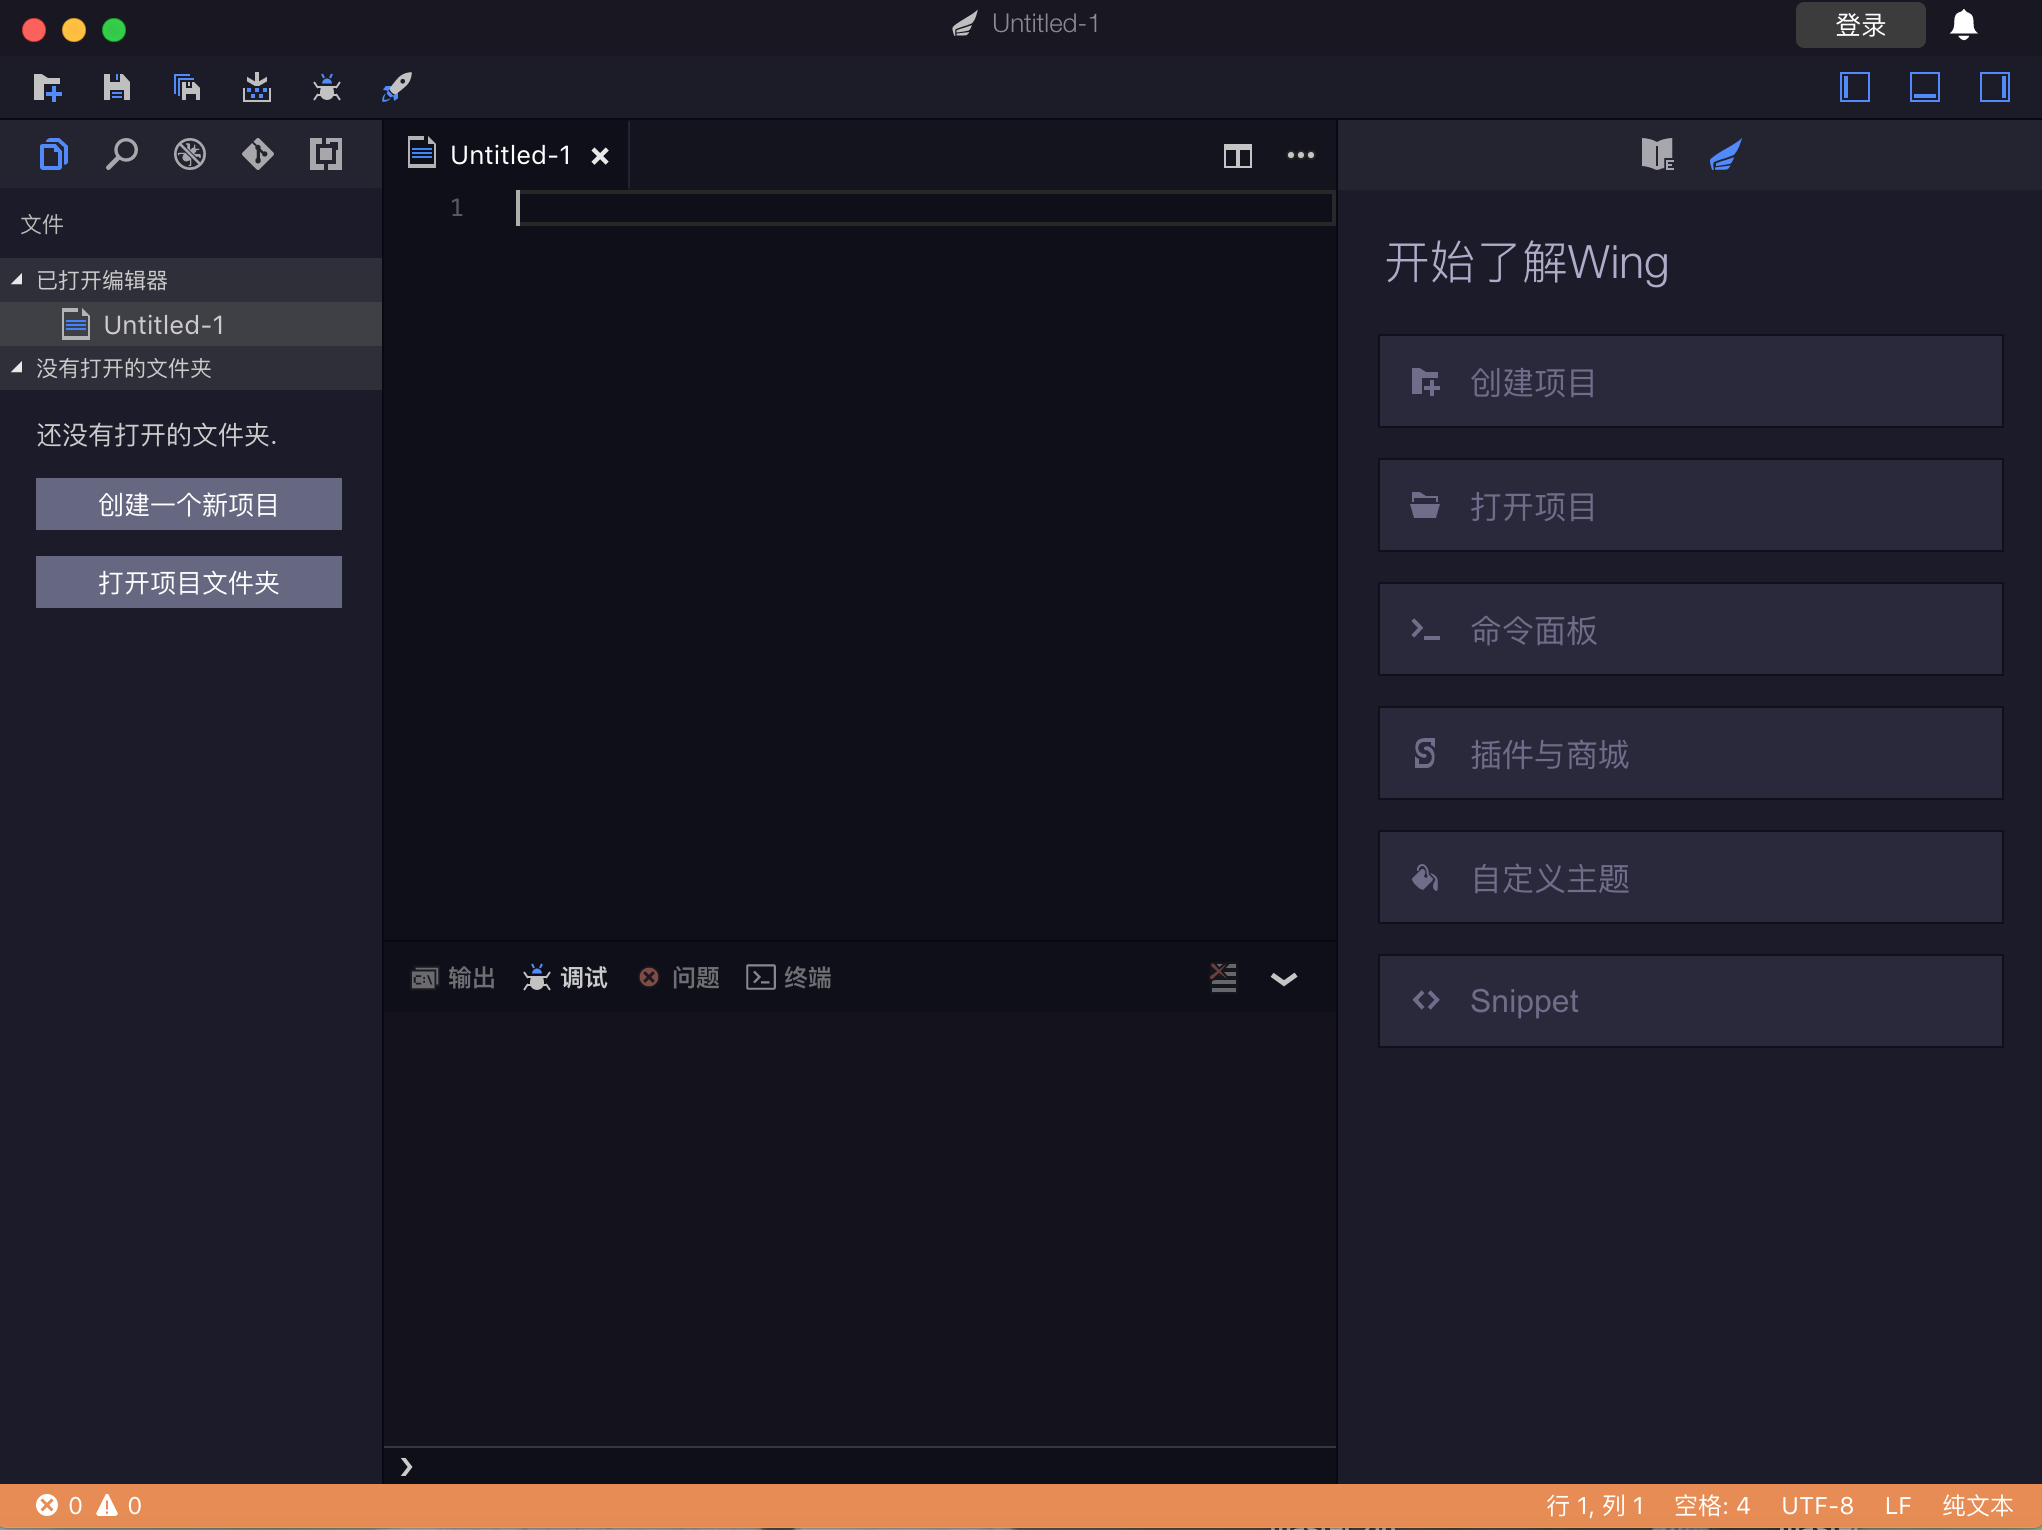 Untitled-1
登录
Untitled-1
1
文件
已打开编辑器
Untitled-1
没有打开的文件夹
还没有打开的文件夹.
创建一个新项目
打开项目文件夹
输出 调试 问题 终端
开始了解Wing
创建项目
打开项目
命令面板
插件与商城
自定义主题
Snippet
0 0
行 1, 列 1 空格: 4 UTF-8 LF 纯文本